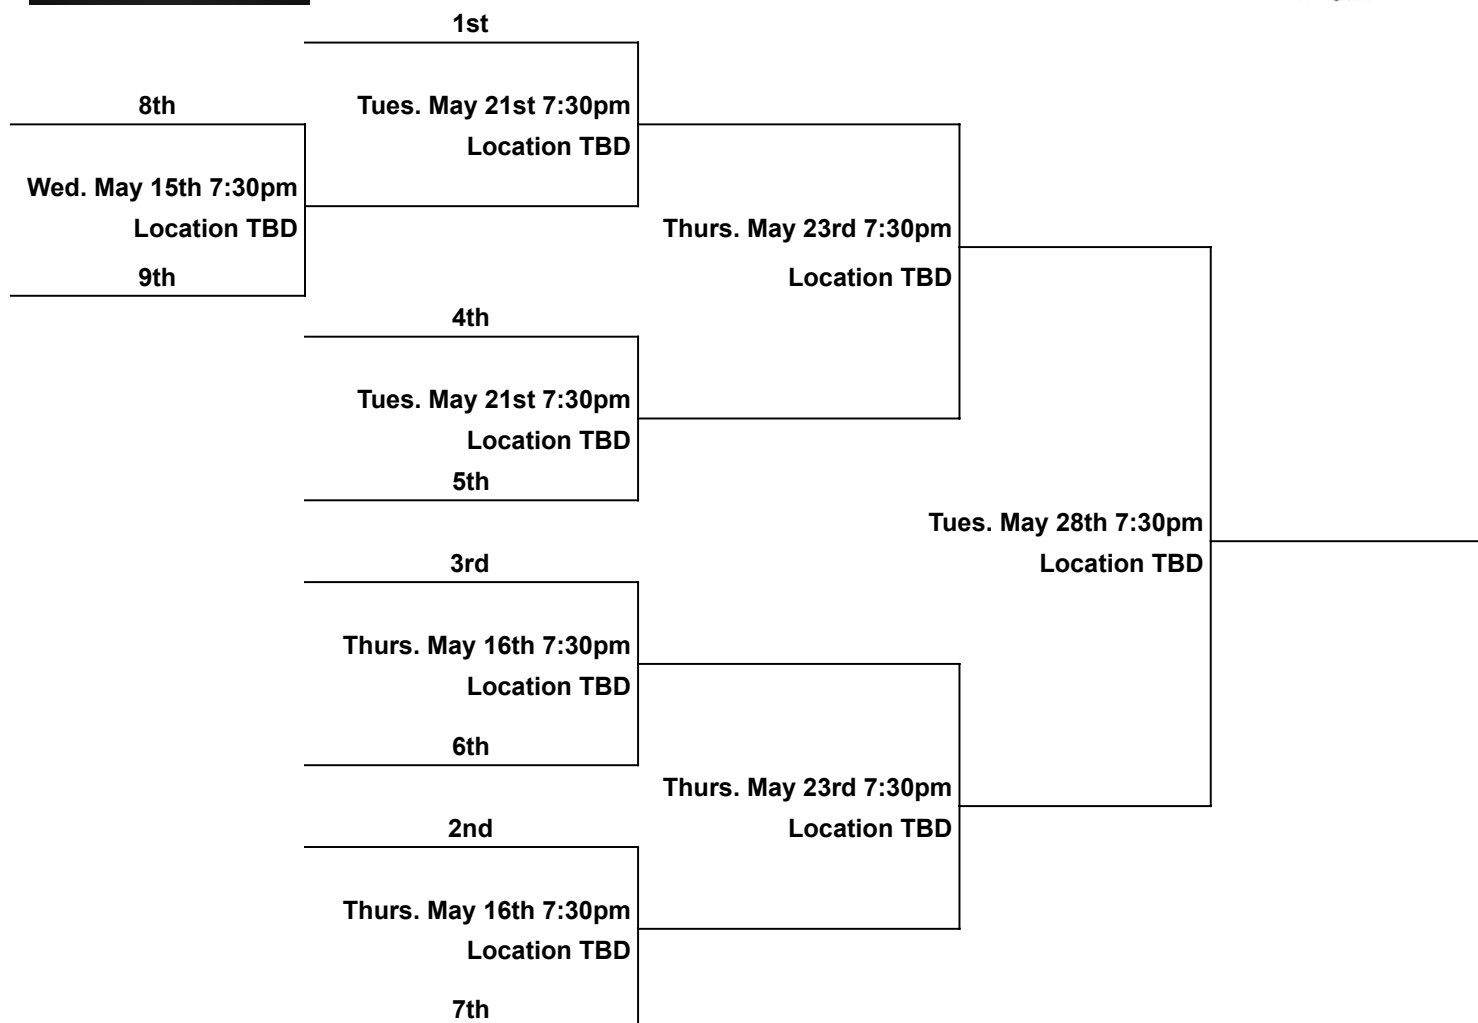 1st
8th
Tues. May 21st 7:30pm
Location TBD
Wed. May 15th 7:30pm
Location TBD
Thurs. May 23rd 7:30pm
9th
Location TBD
4th
Tues. May 21st 7:30pm
Location TBD
5th
Tues. May 28th 7:30pm
Location TBD
3rd
Thurs. May 16th 7:30pm
Location TBD
6th
Thurs. May 23rd 7:30pm
Location TBD
2nd
Thurs. May 16th 7:30pm
Location TBD
7th